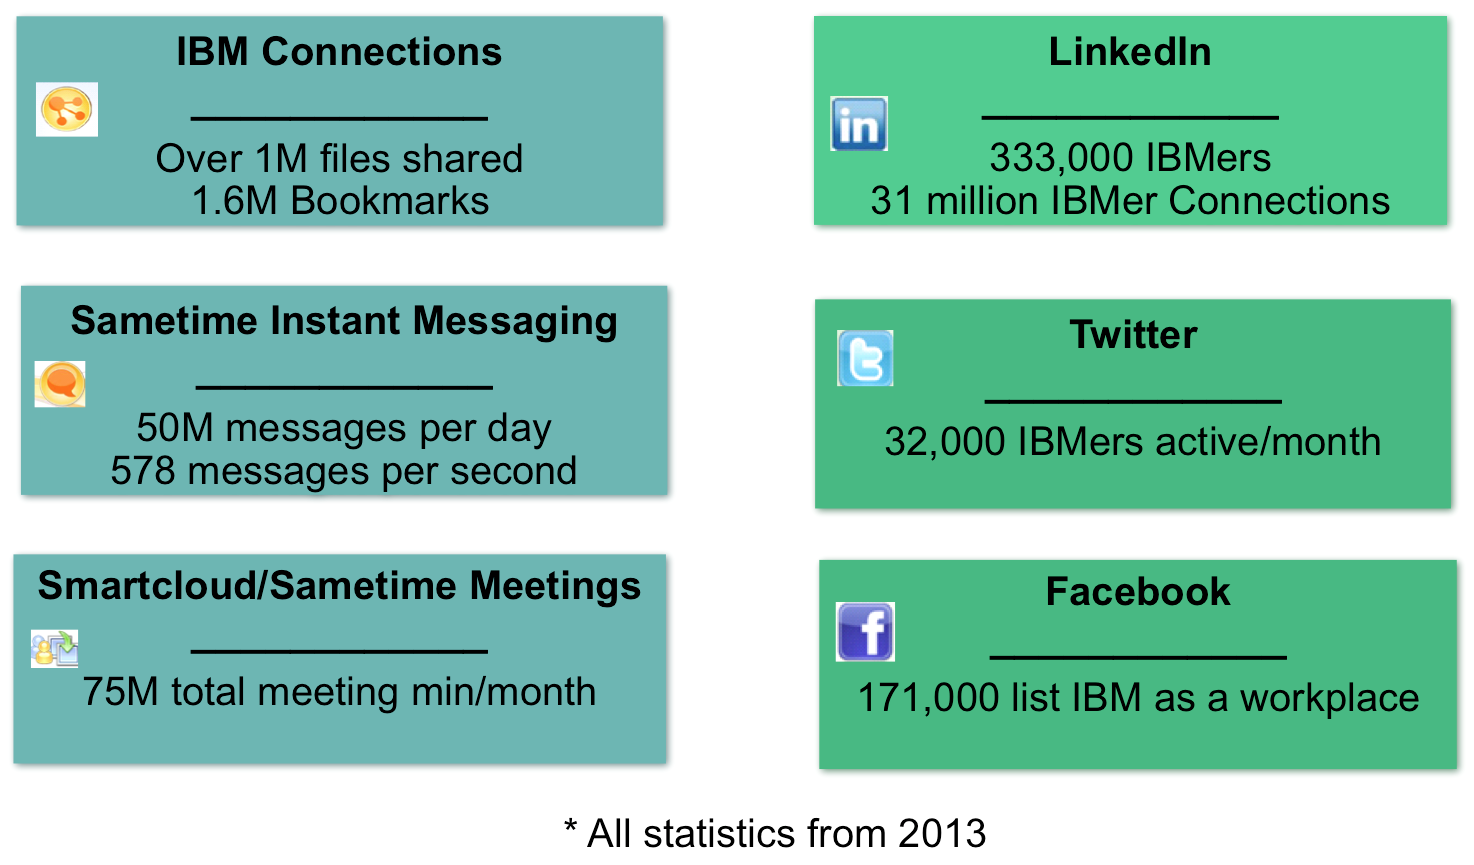 IBM Connections
Over 1M files shared
1.6M Bookmarks
LinkedIn
in
333,000 IBMers
31 million IBMer Connections
Sametime Instant Messaging
50M messages per day
578 messages per second
Twitter
t
32,000 IBMers active/month
Smartcloud/Sametime Meetings
75M total meeting min/month
Facebook
f
171,000 list IBM as a workplace
* All statistics from 2013